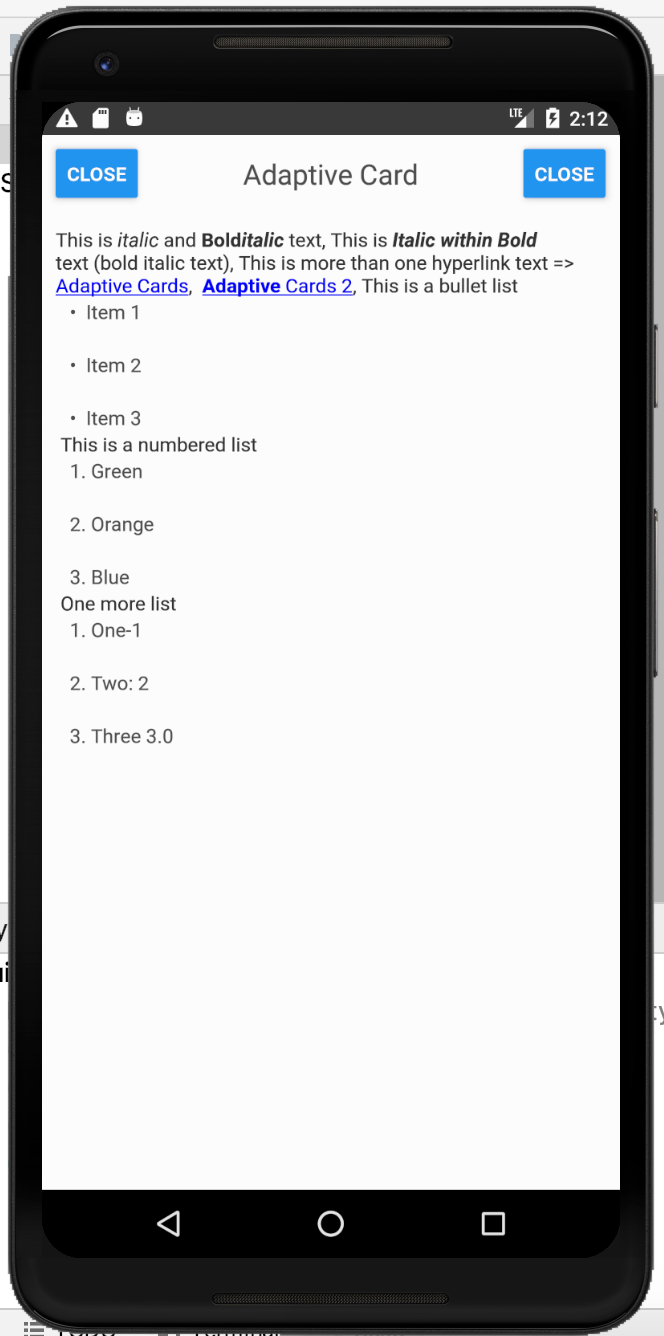 LTE 2:12
CLOSE Adaptive Card CLOSE
This is italic and Bolditalic text, This is Italic within Bold
text (bold italic text), This is more than one hyperlink text =>
Adaptive Cards, Adaptive Cards 2, This is a bullet list
• Item 1
• Item 2
• Item 3
This is a numbered list
1. Green
2. Orange
3. Blue
One more list
1. One-1
2. Two: 2
3. Three 3.0